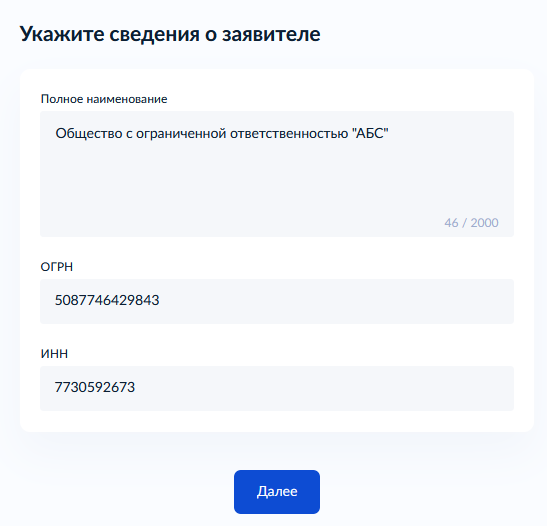 Укажите сведения о заявителе
Полное наименование
Общество с ограниченной ответственностью "АБС"
46 / 2000
ОГРН
5087746429843
ИНН
7730592673
Далее